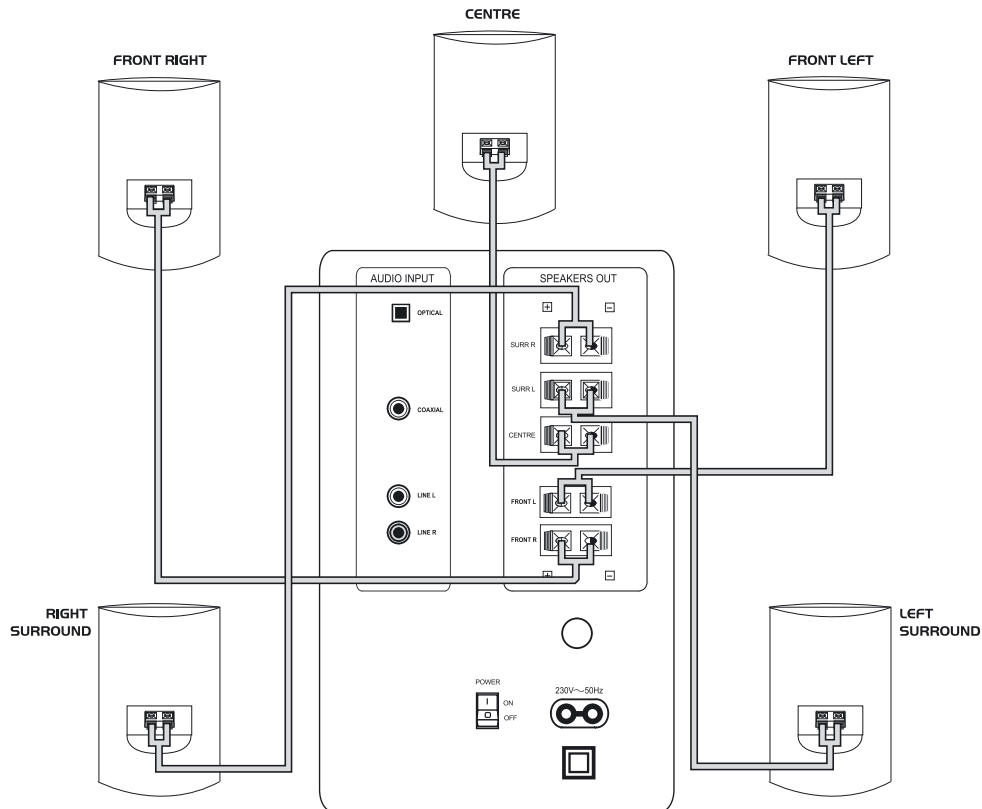 CENTRE
FRONT RIGHT
FRONT LEFT
AUDIO INPUT
SPEAKERS OUT
+ −
OPTICAL
SURR R
SURR L
COAXIAL
CENTRE
LINE L
FRONT L
LINE R
FRONT R
+ −
RIGHT
SURROUND
LEFT
SURROUND
POWER
I
ON
O
OFF
230V～50Hz